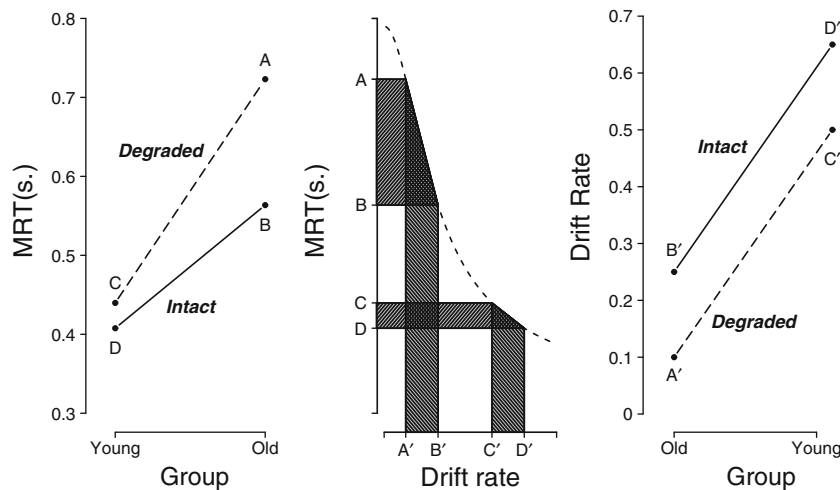 0.8
0.7
0.6
0.5
0.4
0.3
MRT(s.)
A
Degraded
B
C
Intact
D
Young
Old
Group
MRT(s.)
A
B
C
D
A′
B′
C′
D′
Drift rate
0.7
0.6
0.5
0.4
0.3
0.2
0.1
0
Drift Rate
D′
Intact
C′
B′
Degraded
A′
Old
Young
Group